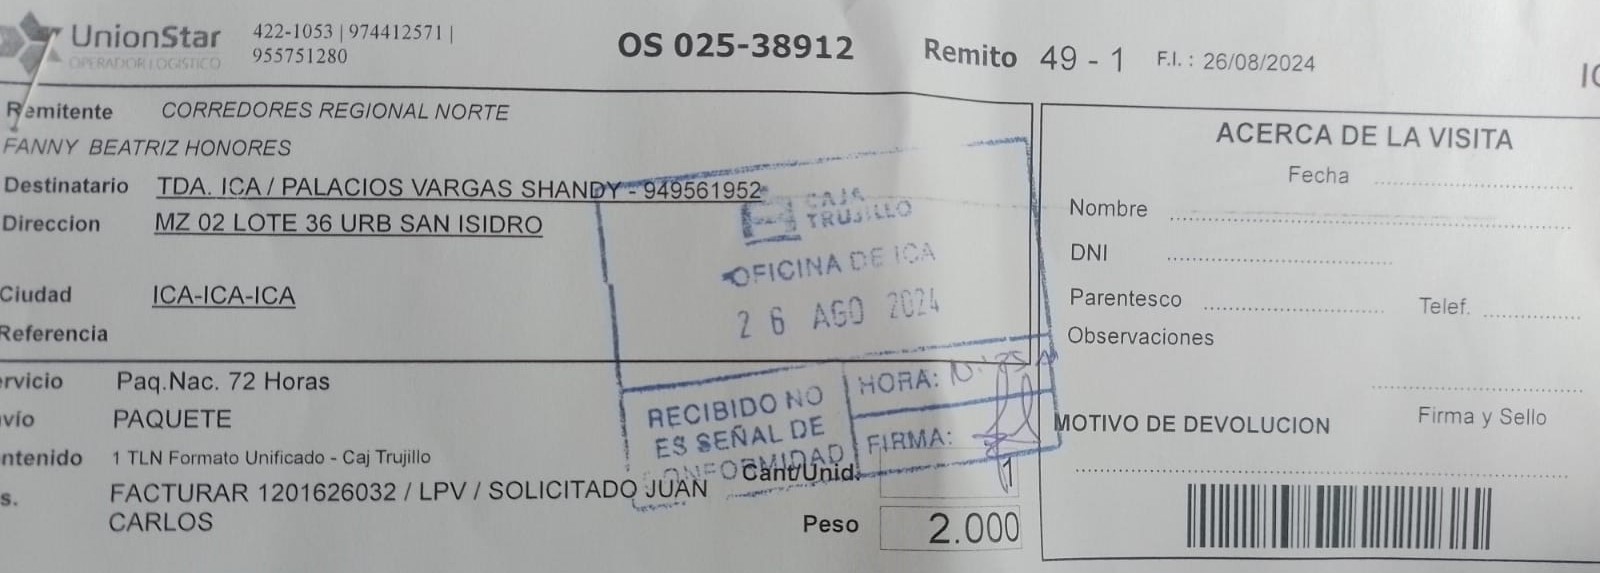 UnionStar
OPERADOR LOGISTICO
422-1053 | 974412571 |
955751280
OS 025-38912
Remito 49 - 1
F.I. : 26/08/2024
Remitente CORREDORES REGIONAL NORTE
FANNY BEATRIZ HONORES
Destinatario TDA. ICA / PALACIOS VARGAS SHANDY - 949561952
Direccion MZ 02 LOTE 36 URB SAN ISIDRO
Ciudad ICA-ICA-ICA
Referencia
CAJA
TRUJILLO
OFICINA DE ICA
26 AGO 2024
RECIBIDO NO
ES SEÑAL DE
CONFORMIDAD
HORA:
FIRMA:
ervicio Paq.Nac. 72 Horas
nvío PAQUETE
ontenido 1 TLN Formato Unificado - Caj Trujillo
s. FACTURAR 1201626032 / LPV / SOLICITADO JUAN
CARLOS
Cant/Unid. 1
Peso 2.000
ACERCA DE LA VISITA
Fecha
Nombre
DNI
Parentesco
Telef.
Observaciones
Firma y Sello
MOTIVO DE DEVOLUCION